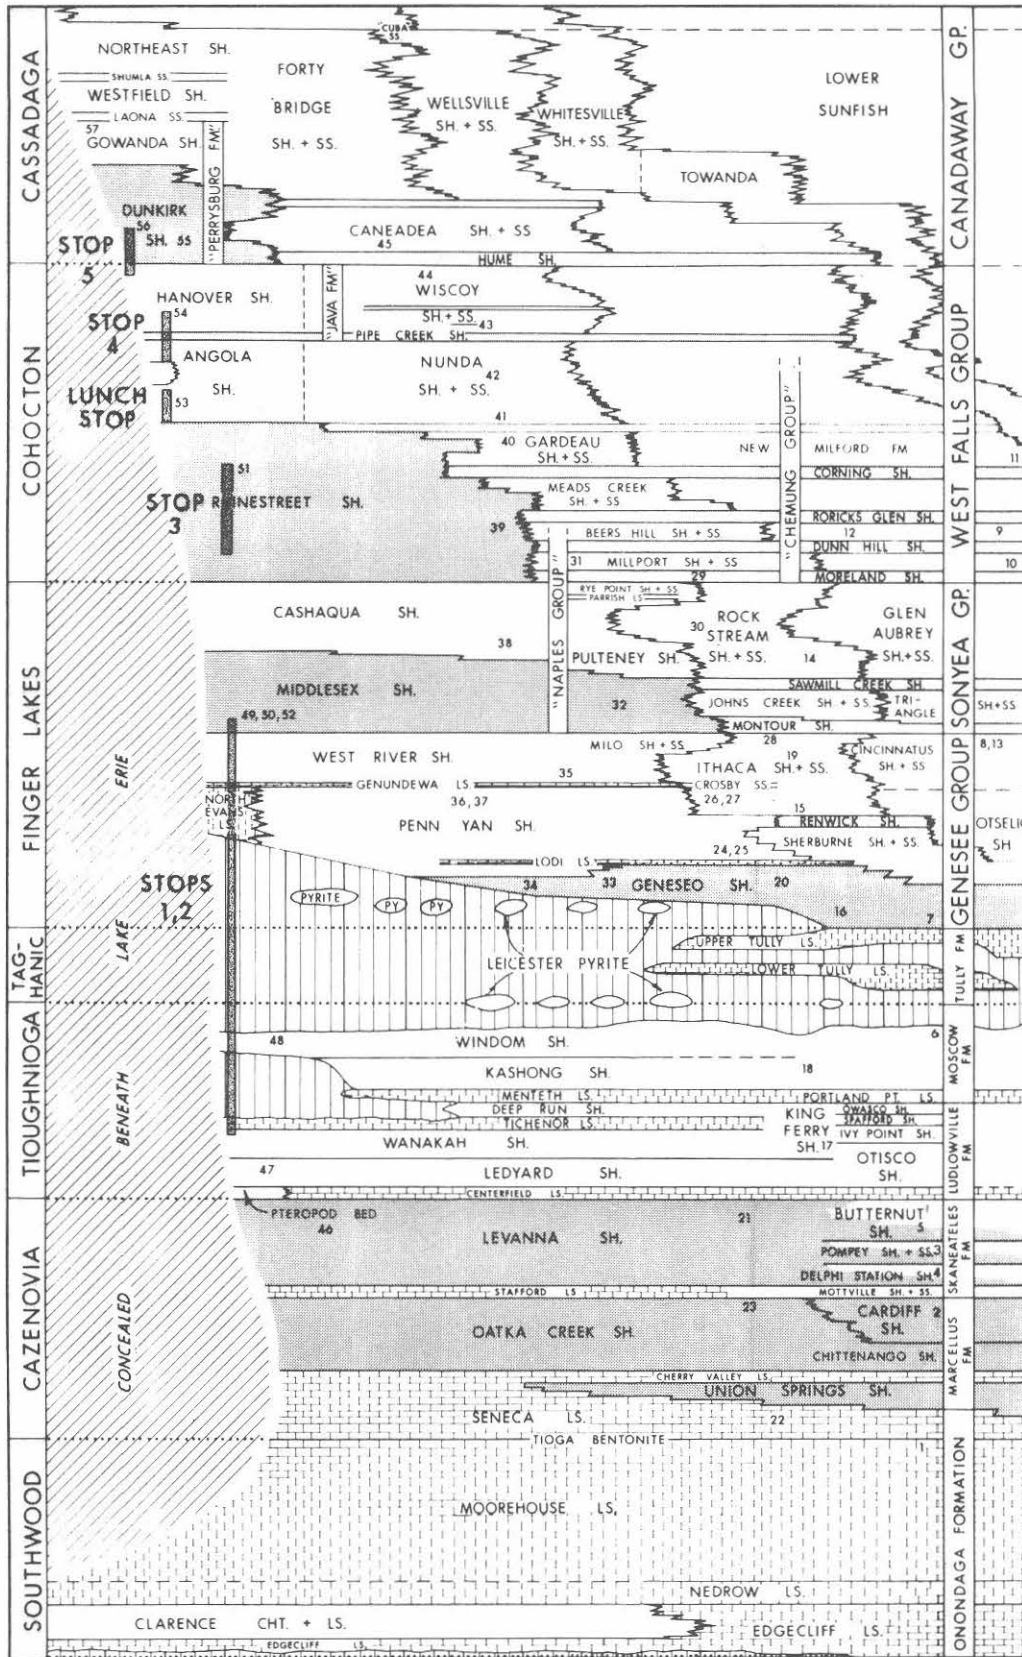 CASSADAGA
COHOCTON
FINGER LAKES
TAG-
HANIC
TIOUGHNIOGA
CAZENOVIA
SOUTHWOOD
CONCEALED BENEATH LAKE ERIE
"CUBA"
SS.
NORTHEAST SH.
SHUMLA SS.
WESTFIELD SH.
LAONA SS.
57
GOWANDA SH.
"PERRYSBURG FM"
FORTY
BRIDGE
SH. + SS.
WELLSVILLE
SH. + SS.
WHITESVILLE
SH. + SS.
LOWER
SUNFISH
TOWANDA
DUNKIRK
56
SH. 55
STOP
5
CANEADEA SH. + SS
45
HUME SH.
HANOVER SH.
54
STOP
4
"JAVA FM"
44
WISCOY
SH. + SS.
43
PIPE CREEK SH.
ANGOLA
SH.
LUNCH
STOP
53
NUNDA
42
SH. + SS.
41
40 GARDEAU
SH. + SS.
"CHEMUNG GROUP"
NEW MILFORD FM
11
CORNING SH.
51
STOP
3
RHINESTREET SH.
MEADS CREEK
SH. + SS
39
RORICKS GLEN SH.
BEERS HILL SH + SS
12
9
DUNN HILL SH.
31 MILLPORT SH + SS
10
29
MORELAND SH.
"NAPLES GROUP"
RYE POINT SH + SS.
PARRISH LS
CASHAQUA SH.
38
30
ROCK
STREAM
SH. + SS.
PULTENEY SH.
14
GLEN
AUBREY
SH. + SS.
SAWMILL CREEK SH.
MIDDLESEX SH.
32
JOHNS CREEK SH + SS.
TRI-
ANGLE
SH+SS
MONTOUR SH.
49, 50, 52
WEST RIVER SH.
MILO SH + SS.
28
19
ITHACA
SH. + SS.
CINCINNATUS
SH + SS
8,13
GENUNDEWA LS.
35
CROSBY SS.
NORTH
EVANS
LS.
36, 37
26, 27
15
PENN YAN SH.
RENWICK SH.
SHERBURNE SH. + SS.
OTSELIC
SH
24, 25
LODI LS.
STOPS
1, 2
34
33
GENESEO SH.
20
16
7
PYRITE
PY
PY
LEICESTER PYRITE
UPPER TULLY LS.
LOWER TULLY LS.
48
WINDOM SH.
6
KASHONG SH.
18
MENTETH LS.
PORTLAND PT. LS
DEEP RUN SH.
TICHENOR LS.
KING
FERRY
SH. 17
OWASCO SH.
SPAFFORD SH.
IVY POINT SH.
WANAKAH SH.
OTISCO
SH.
47
LEDYARD SH.
CENTERFIELD LS.
PTEROPOD BED
46
21
BUTTERNUT
SH. 5
LEVANNA SH.
POMPEY SH. + SS. 3
DELPHI STATION SH. 4
STAFFORD LS
MOTTVILLE SH. + SS.
23
CARDIFF 2
SH.
OATKA CREEK SH.
CHITTENANGO SH.
CHERRY VALLEY LS.
UNION SPRINGS SH.
SENECA LS.
22
TIOGA BENTONITE
1
MOOREHOUSE LS.
NEDROW LS.
CLARENCE CHT. + LS.
EDGECLIFF LS.
EDGECLIFF LS.
CANADAWAY GP.
WEST FALLS GROUP
SONYEA GP.
GENESEE GROUP
TULLY FM
MOSCOW
FM
LUDLOWVILLE
FM
SKANEATELES
FM
MARCELLUS
FM
ONONDAGA FORMATION